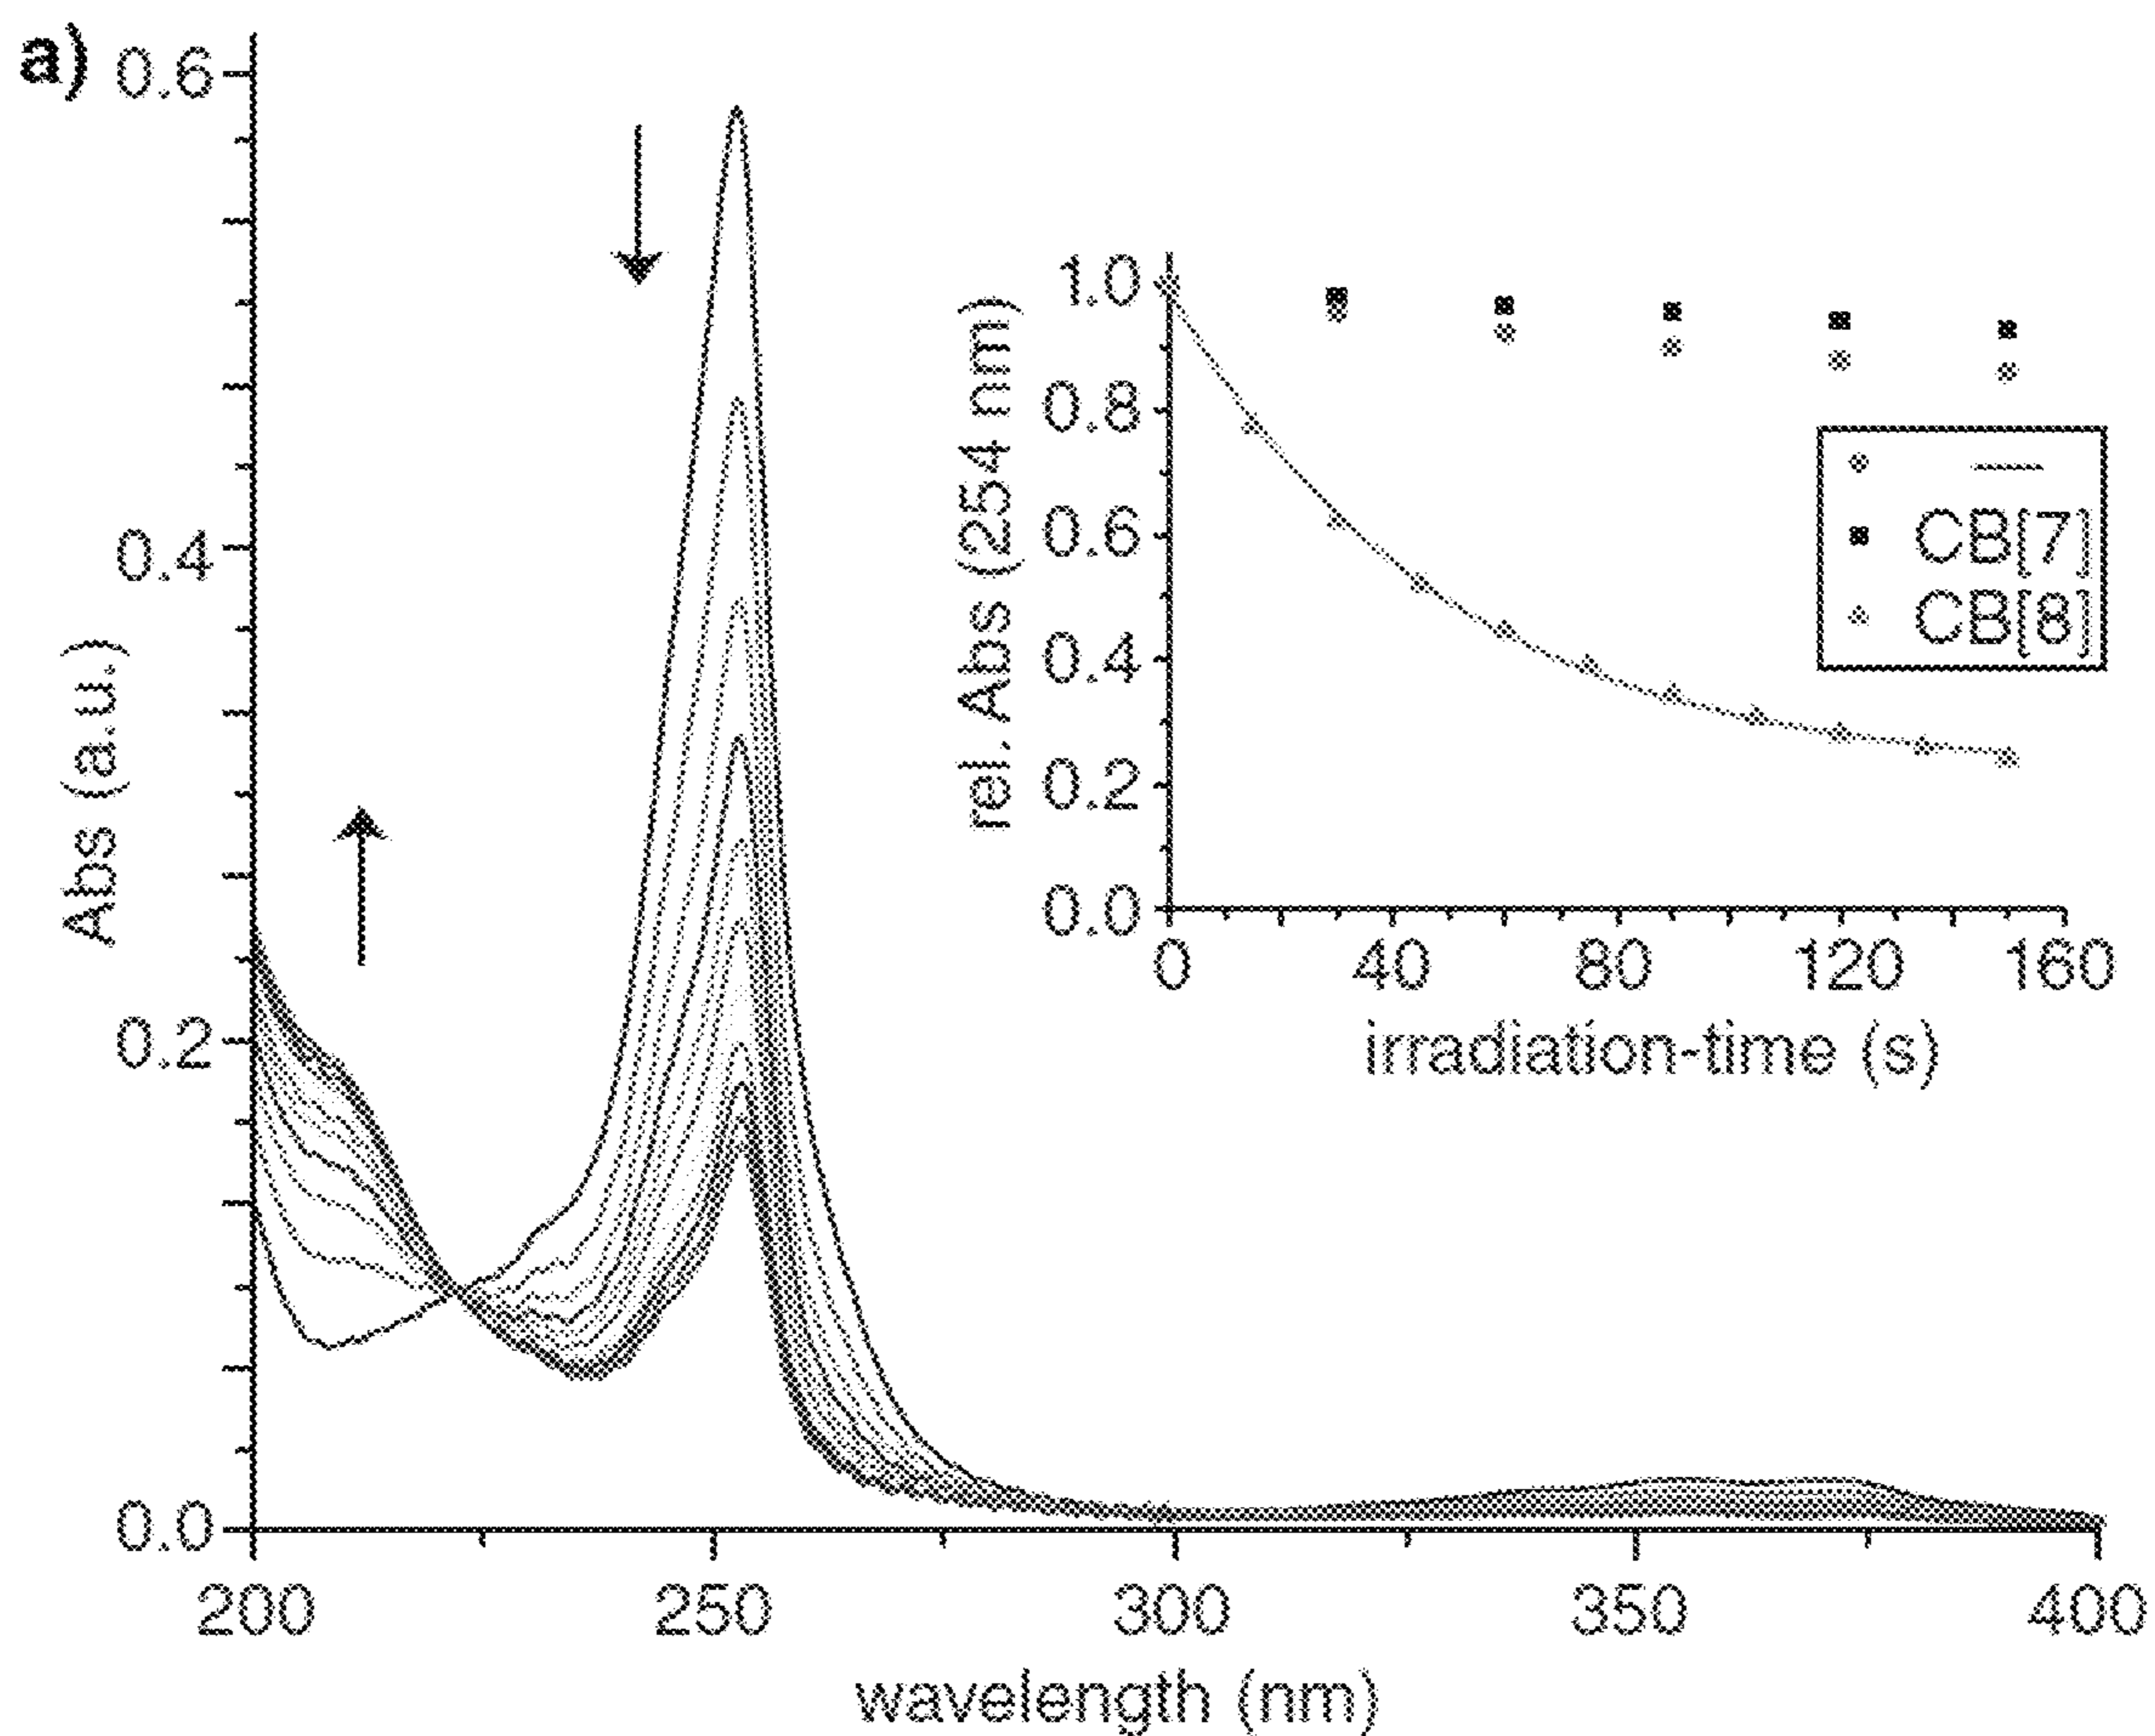 a)
0.6
0.4
0.2
0.0
Abs (a.u.)
200 250 300 350 400
wavelength (nm)
1.0
0.8
0.6
0.4
0.2
0.0
rel. Abs (254 nm)
0 40 80 120 160
irradiation-time (s)
—
CB[7]
CB[8]